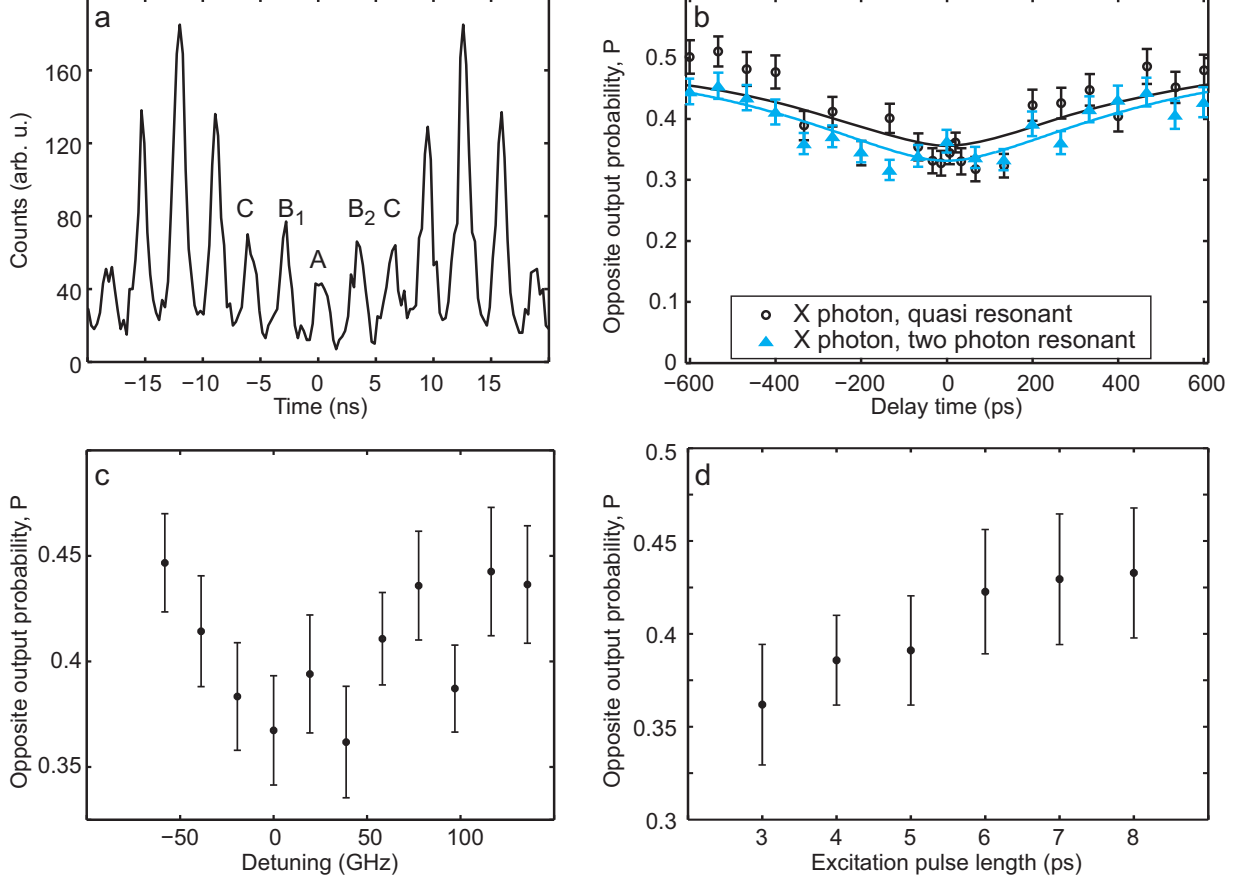 a
Counts (arb. u.)
160
120
80
40
0
C
B1
A
B2
C
−15
−10
−5
0
5
10
15
Time (ns)
b
Opposite output probability, P
0.5
0.4
0.3
0.2
0.1
0
X photon, quasi resonant
X photon, two photon resonant
−600
−400
−200
0
200
400
600
Delay time (ps)
c
Opposite output probability, P
0.45
0.4
0.35
−50
0
50
100
Detuning (GHz)
d
Opposite output probability, P
0.5
0.45
0.4
0.35
0.3
3
4
5
6
7
8
Excitation pulse length (ps)